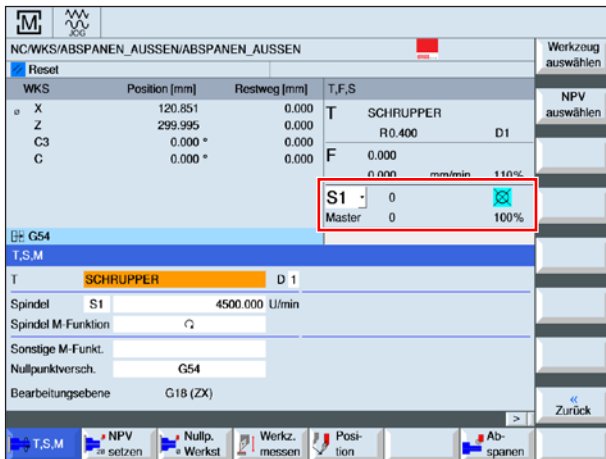 M JOG
NC/WKS/ABSPANEN_AUSSEN/ABSPANEN_AUSSEN
Reset
WKS Position [mm] Restweg [mm] T,F,S
ø X 120.851 0.000
Z 299.995 0.000
C3 0.000 ° 0.000
C 0.000 ° 0.000
T SCHRUPPER
R0.400 D1
F 0.000
0.000 mm/min 110%
S1 0
Master 0 100%
G54
T,S,M
T SCHRUPPER D 1
Spindel S1 4500.000 U/min
Spindel M-Funktion
Sonstige M-Funkt.
Nullpunktversch. G54
Bearbeitungsebene G18 (ZX)
>
Werkzeug
auswählen
NPV
auswählen
«
Zurück
T,S,M
NPV
setzen
Nullp.
Werkst
Werkz.
messen
Posi-
tion
Ab-
spanen